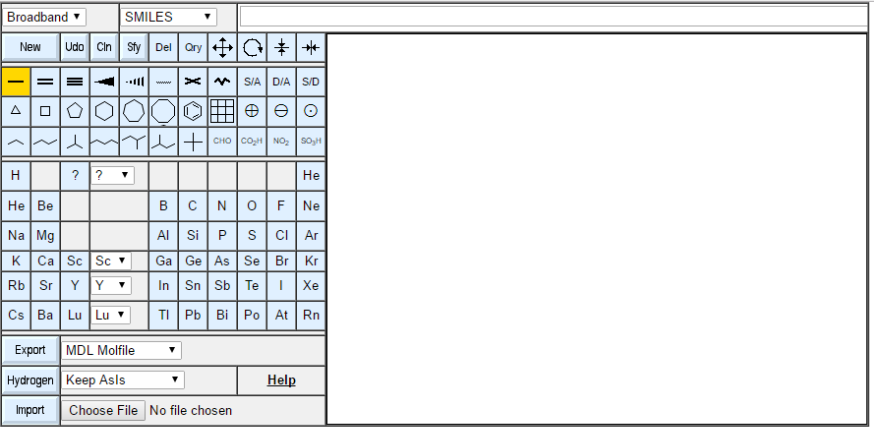 Broadband ▼ SMILES ▼
New Udo Cln Sfy Del Qry
S/A D/A S/D
CHO CO₂H NO₂ SO₃H
H ? ? ▼ He
He Be B C N O F Ne
Na Mg Al Si P S Cl Ar
K Ca Sc Sc ▼ Ga Ge As Se Br Kr
Rb Sr Y Y ▼ In Sn Sb Te I Xe
Cs Ba Lu Lu ▼ Tl Pb Bi Po At Rn
Export MDL Molfile ▼
Hydrogen Keep AsIs ▼ Help
Import Choose File No file chosen